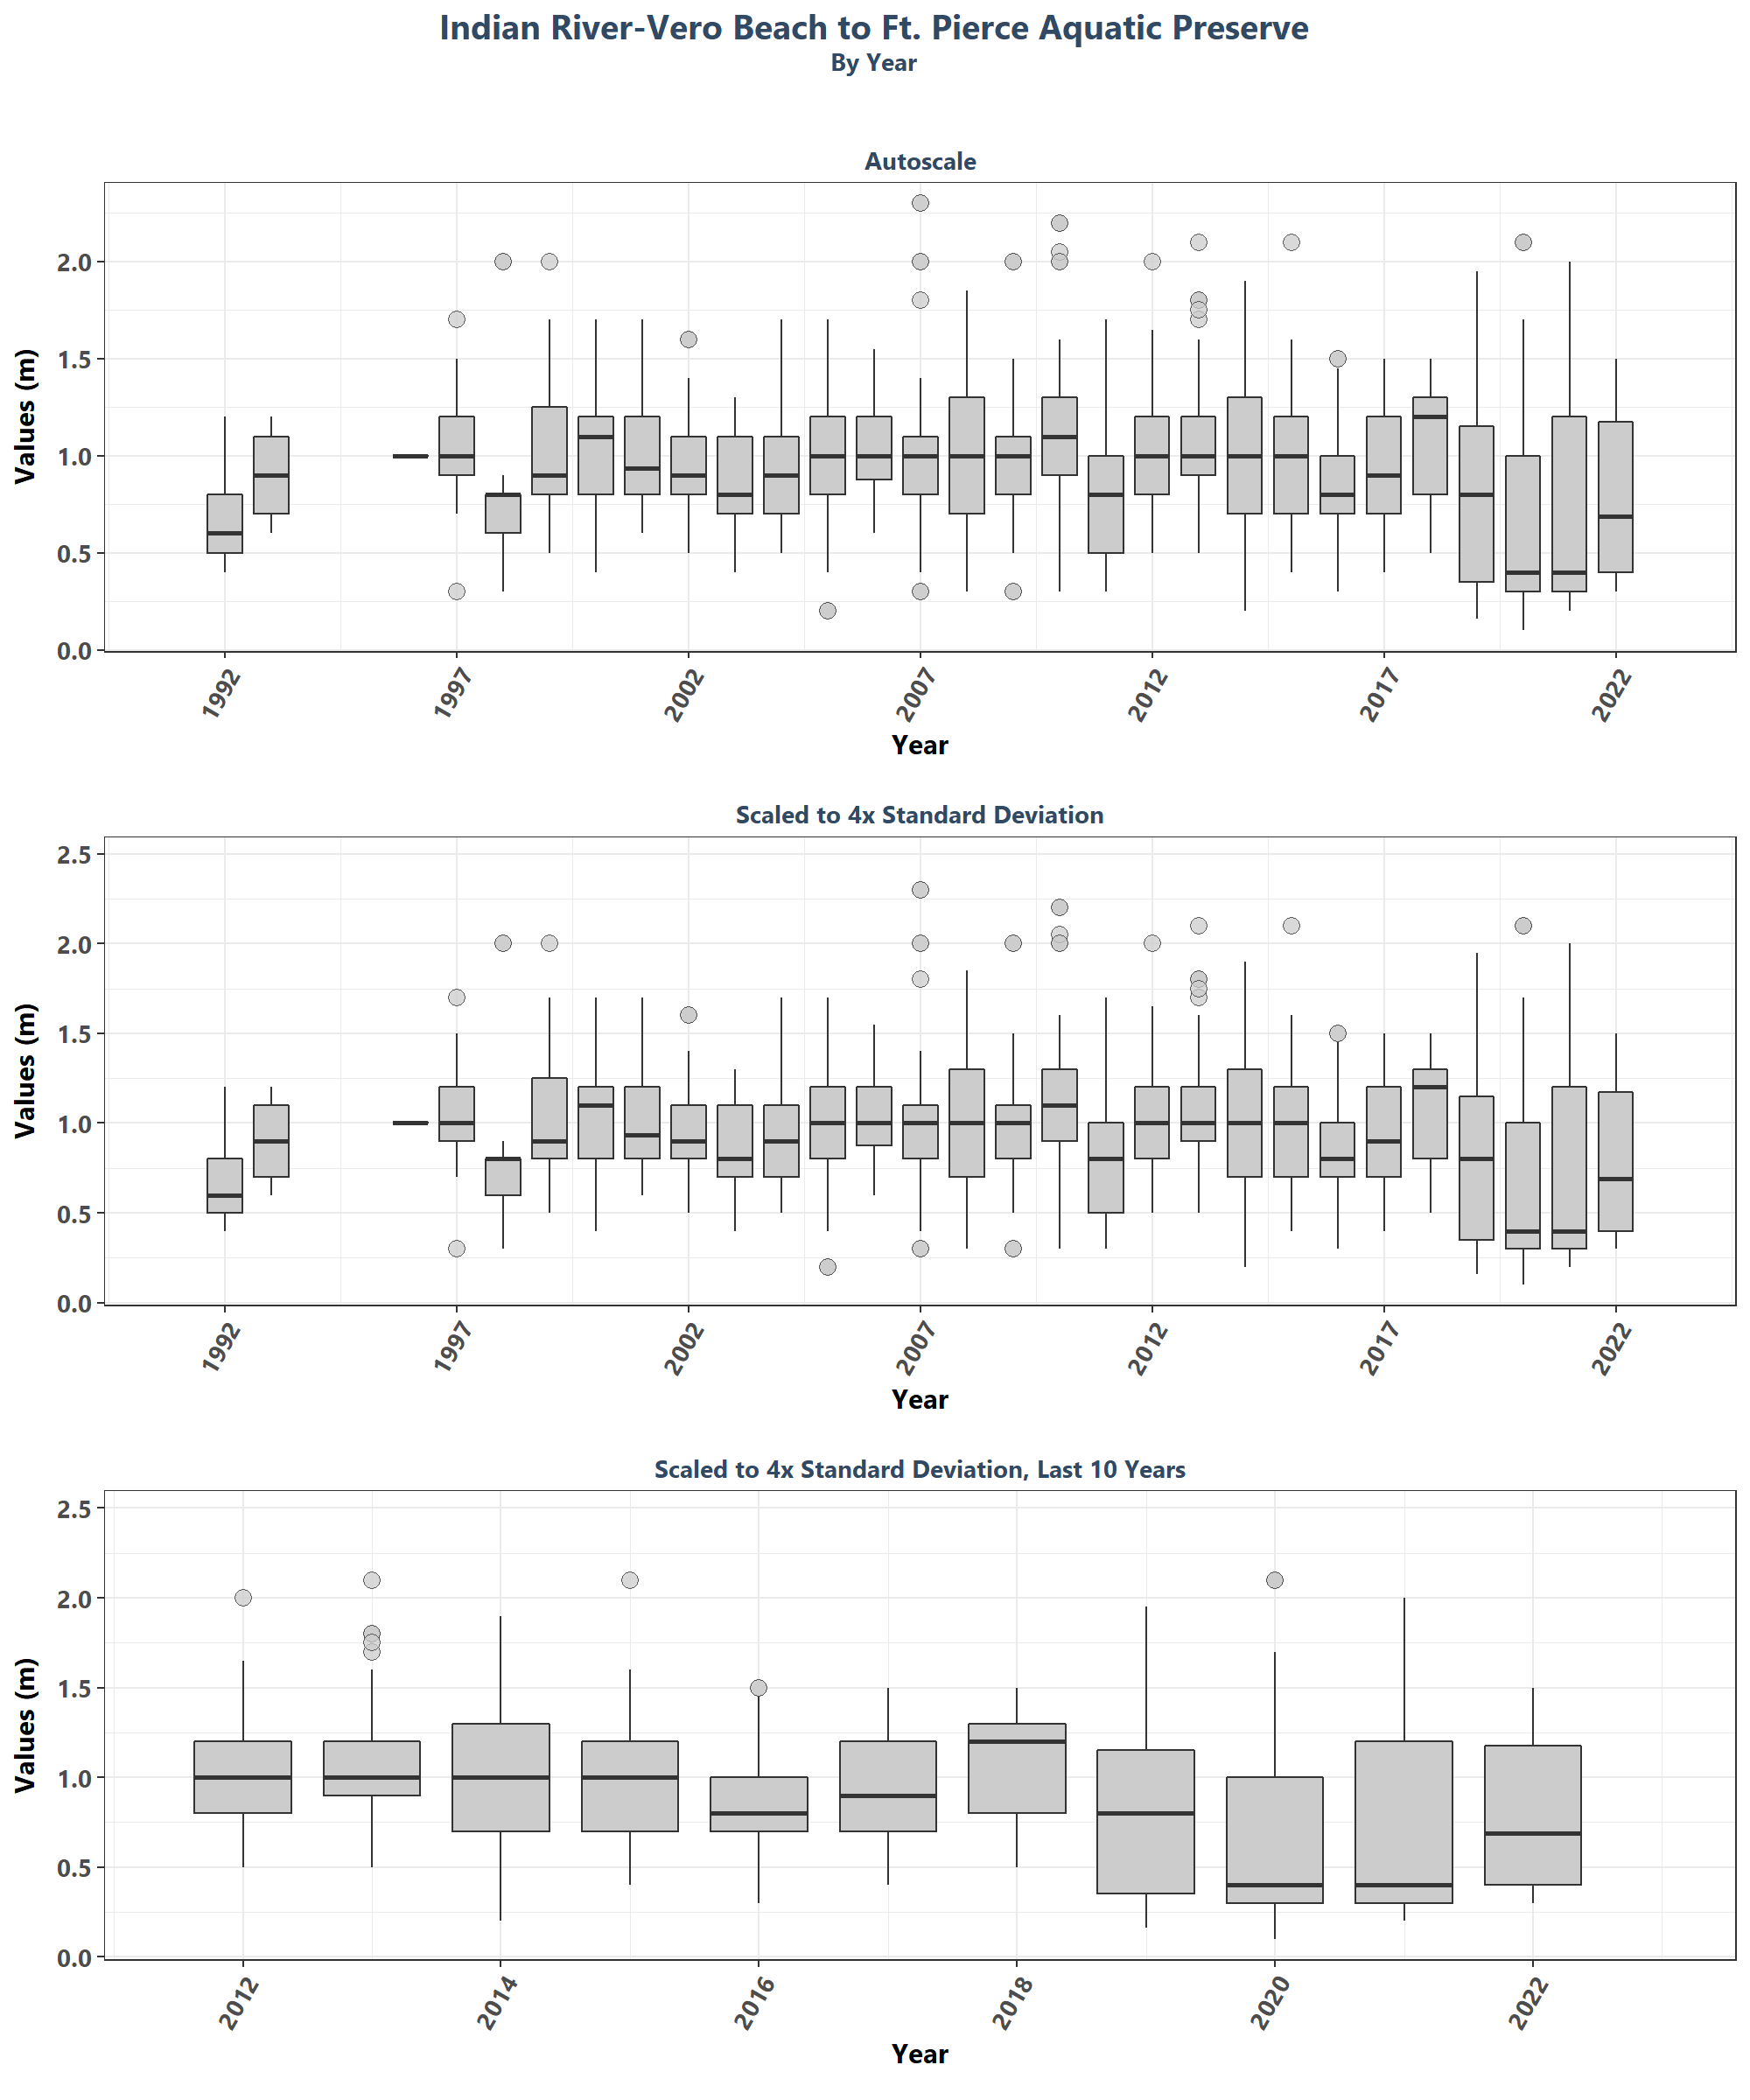 Indian River-Vero Beach to Ft. Pierce Aquatic Preserve
By Year
Autoscale
Values (m)
2.0
1.5
1.0
0.5
0.0
1992 1997 2002 2007 2012 2017 2022
Year
Scaled to 4x Standard Deviation
Values (m)
2.5
2.0
1.5
1.0
0.5
0.0
1992 1997 2002 2007 2012 2017 2022
Year
Scaled to 4x Standard Deviation, Last 10 Years
Values (m)
2.5
2.0
1.5
1.0
0.5
0.0
2012 2014 2016 2018 2020 2022
Year